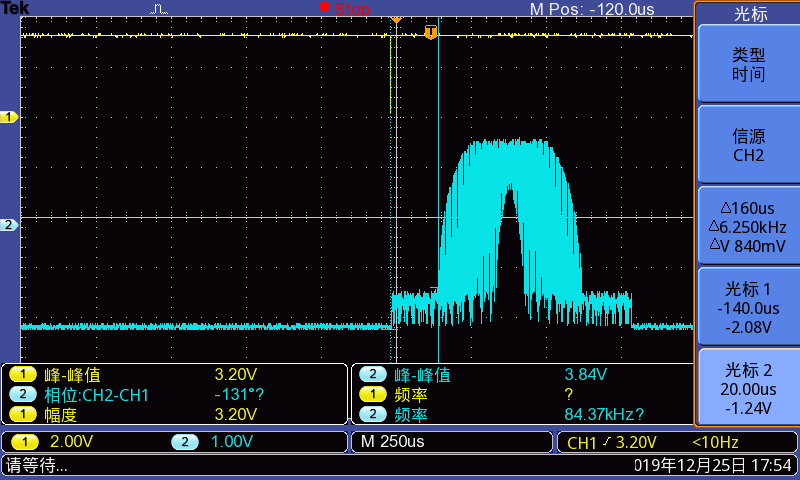 Tek Stop M Pos: -120.0us 光标
类型
时间
信源
CH2
△160us
△6.250kHz
△V 840mV
光标 1
-140.0us
-2.08V
光标 2
20.00us
-1.24V
T
1
2
1 峰-峰值 3.20V 2 峰-峰值 3.84V
2 相位:CH2-CH1 -131°? 1 频率 ?
1 幅度 3.20V 2 频率 84.37kHz?
1 2.00V 2 1.00V M 250us CH1 3.20V <10Hz
请等待... 019年12月25日 17:54